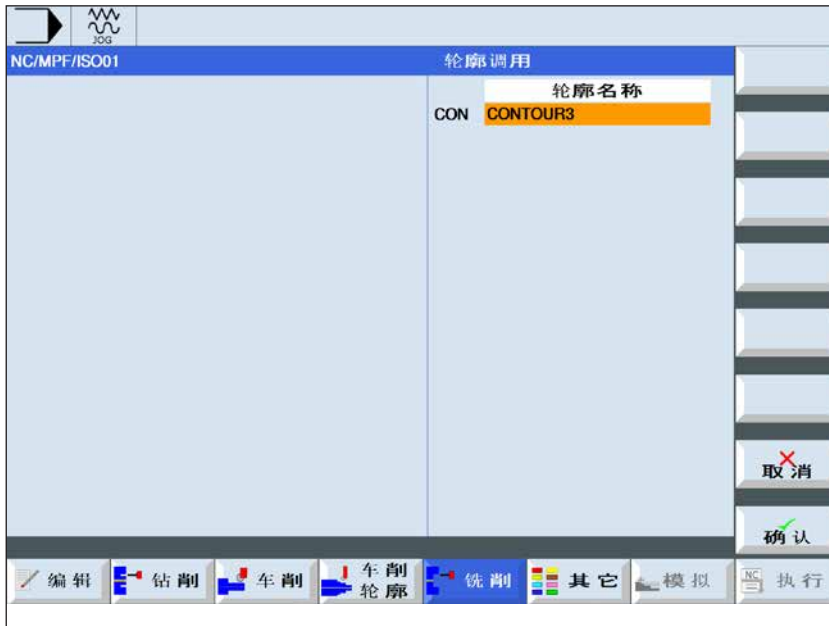 JOG
NC/MPF/ISO01
轮廓调用
轮廓名称
CON CONTOUR3
取消
确认
编辑
钻削
车削
车削
轮廓
铣削
其它
模拟
NC
执行